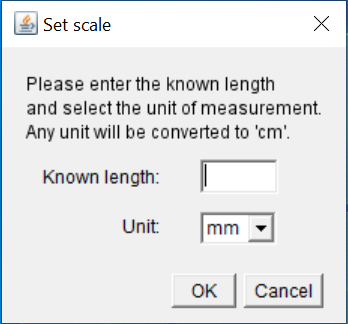 Set scale
Please enter the known length
and select the unit of measurement.
Any unit will be converted to 'cm'.
Known length:
Unit: mm
OK Cancel